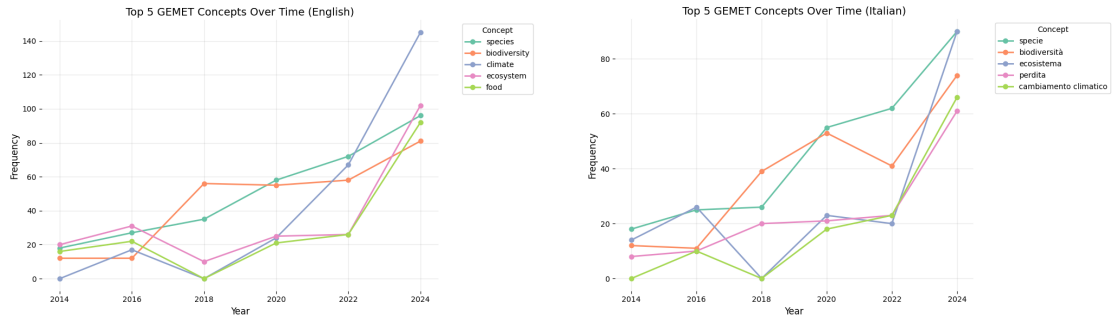 Top 5 GEMET Concepts Over Time (English)
Frequency
140
120
100
80
60
40
20
0
2014 2016 2018 2020 2022 2024
Year
Concept
species
biodiversity
climate
ecosystem
food
Top 5 GEMET Concepts Over Time (Italian)
Frequency
80
60
40
20
0
2014 2016 2018 2020 2022 2024
Year
Concept
specie
biodiversità
ecosistema
perdita
cambiamento climatico